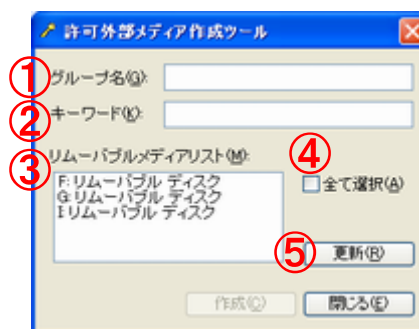 許可外部メディア作成ツール
① グループ名(G):
② キーワード(K):
③ リムーバブルメディアリスト(M):
④
F:リムーバブル ディスク
G:リムーバブル ディスク
I:リムーバブル ディスク
全て選択(A)
⑤ 更新(R)
作成(C) 閉じる(E)